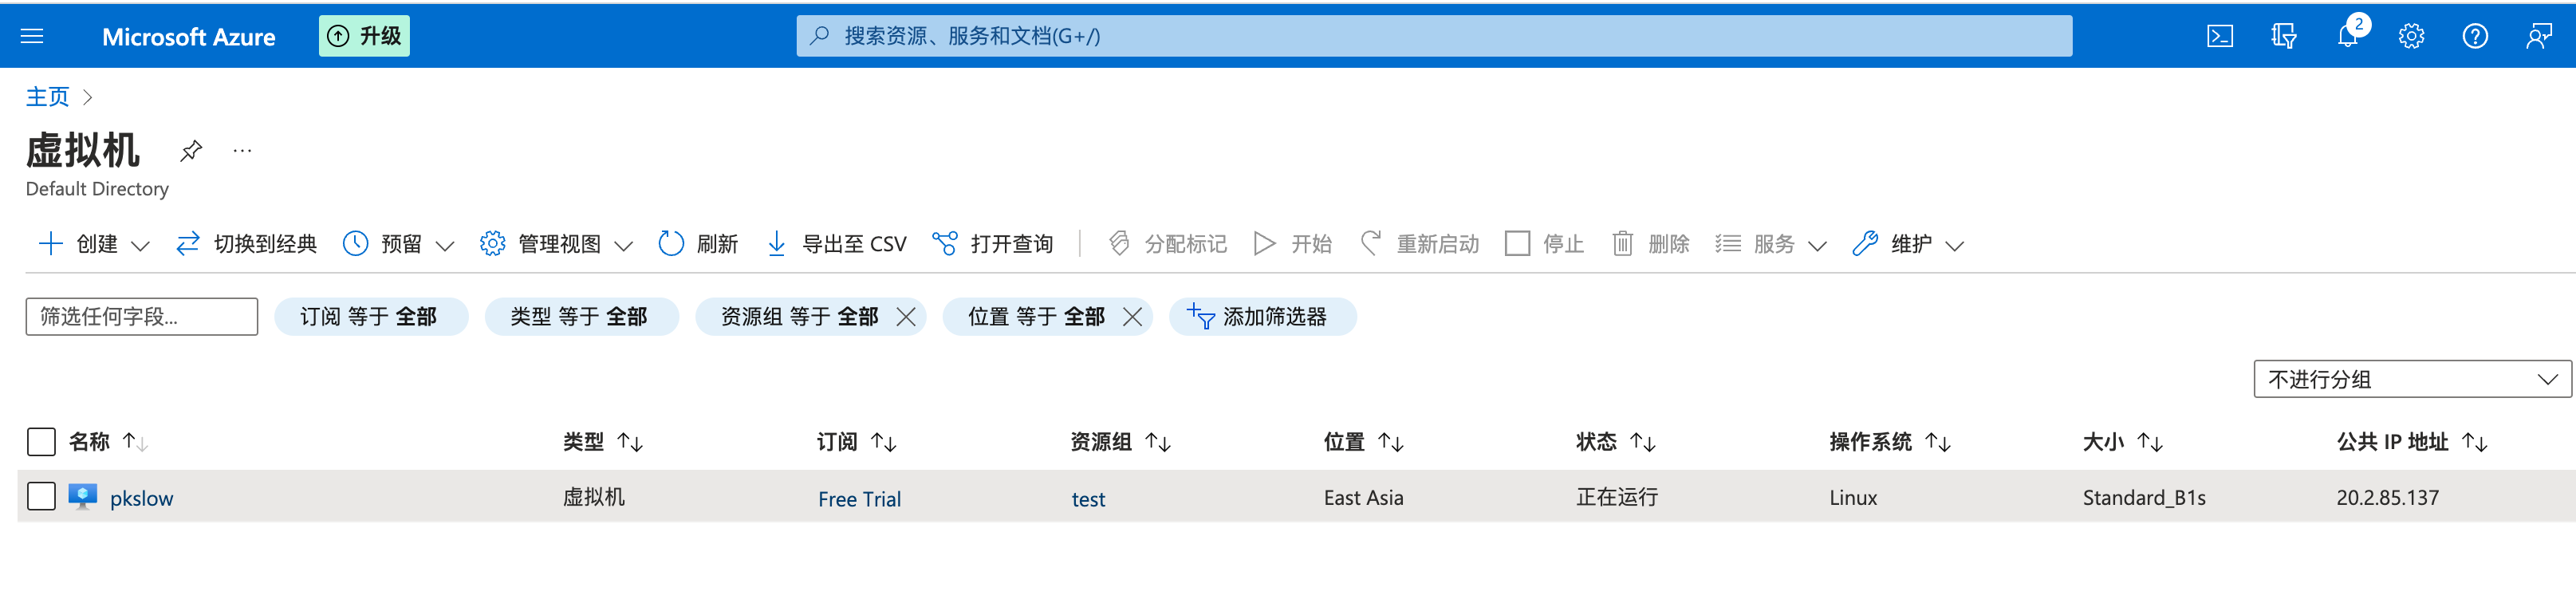 Microsoft Azure 升级 搜索资源、服务和文档(G+/) 2
主页
虚拟机 ...
Default Directory
创建 切换到经典 预留 管理视图 刷新 导出至 CSV 打开查询 分配标记 开始 重新启动 停止 删除 服务 维护
筛选任何字段... 订阅 等于 全部 类型 等于 全部 资源组 等于 全部 位置 等于 全部 添加筛选器
不进行分组
名称 类型 订阅 资源组 位置 状态 操作系统 大小 公共 IP 地址
pkslow 虚拟机 Free Trial test East Asia 正在运行 Linux Standard_B1s 20.2.85.137